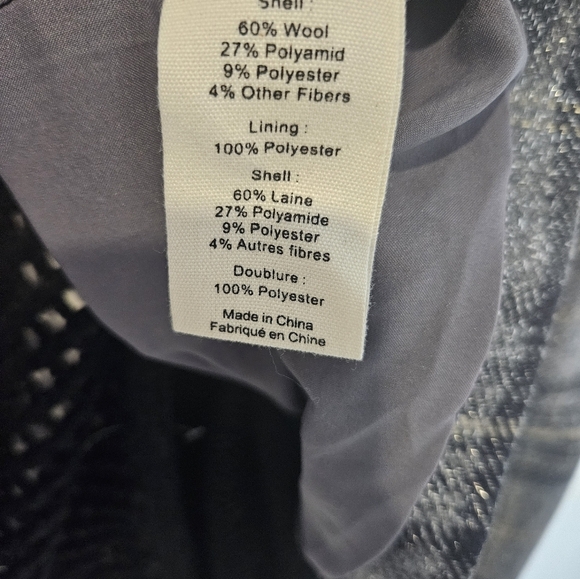 Shell :
60% Wool
27% Polyamid
9% Polyester
4% Other Fibers
Lining :
100% Polyester
Shell :
60% Laine
27% Polyamide
9% Polyester
4% Autres fibres
Doublure :
100% Polyester
Made in China
Fabriqué en Chine